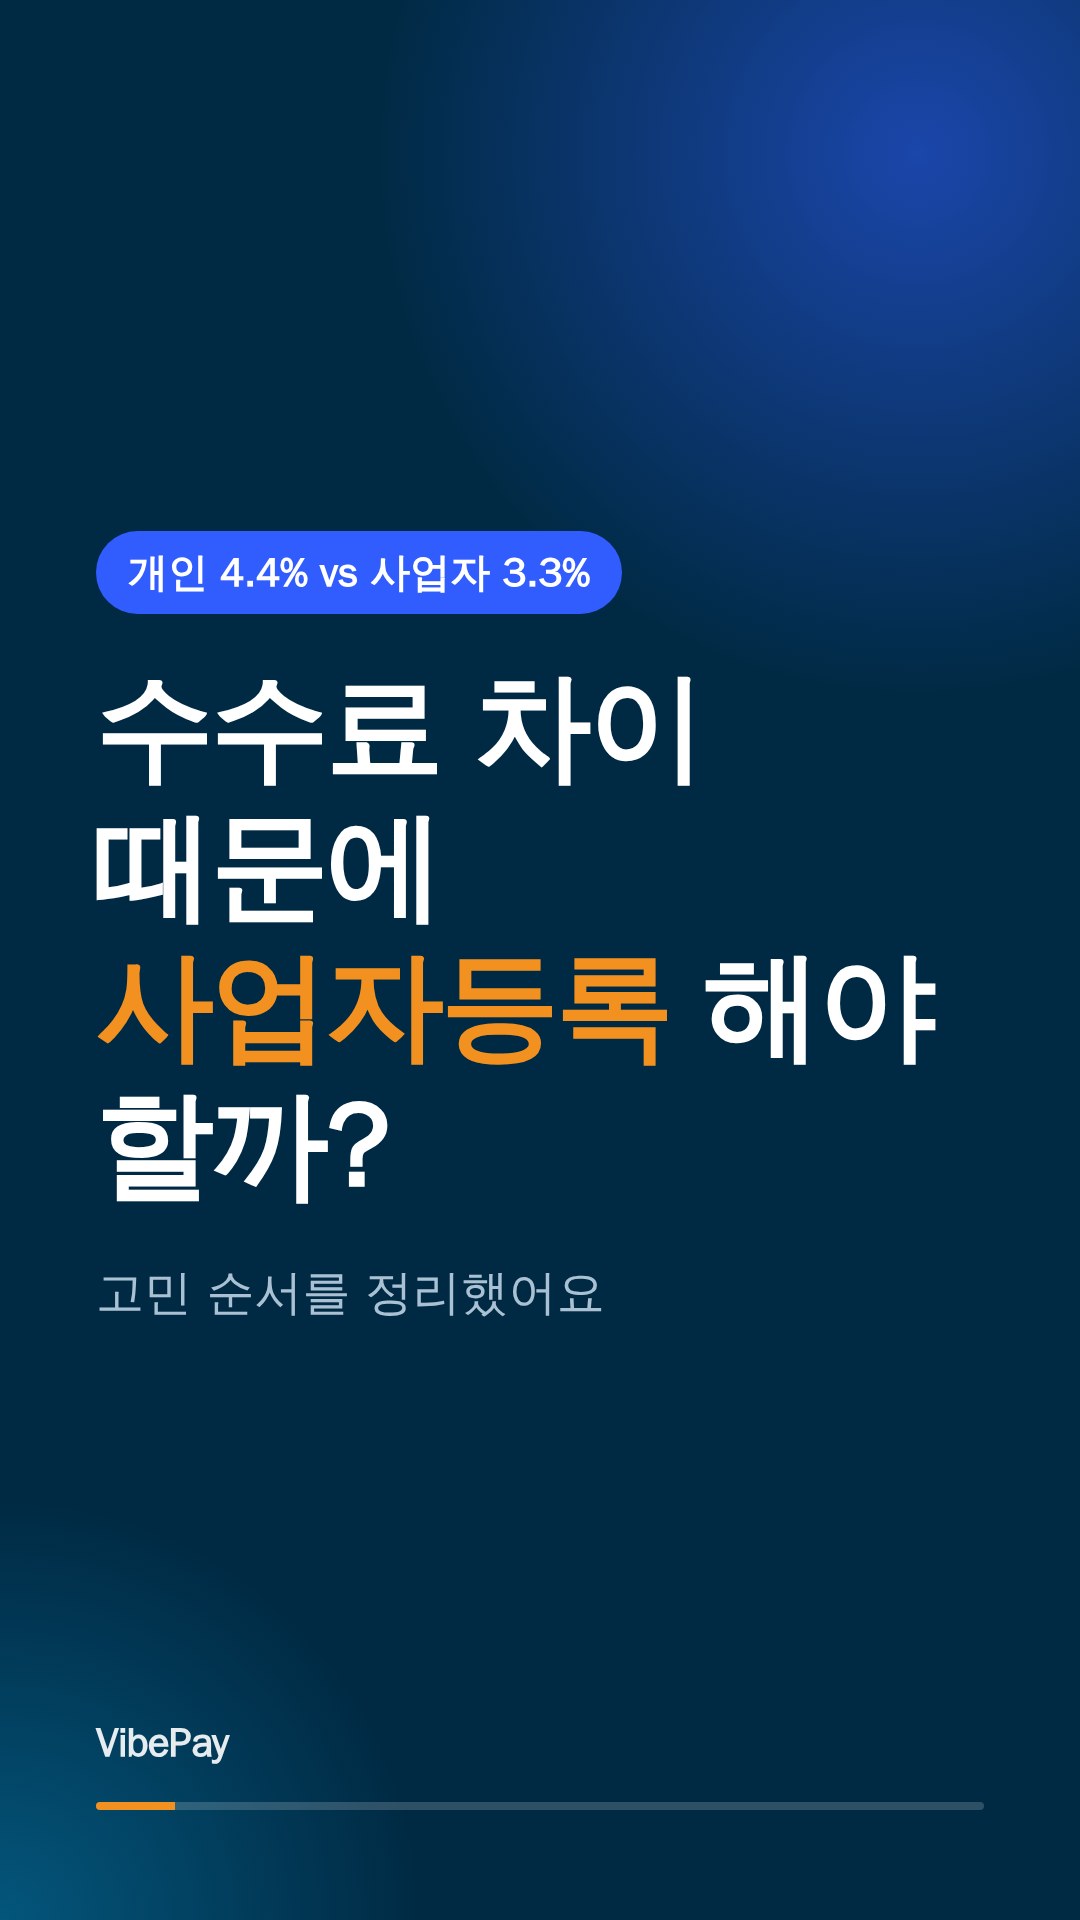 개인 4.4% vs 사업자 3.3%
수수료 차이
때문에
사업자등록 해야
할까?
고민 순서를 정리했어요
VibePay